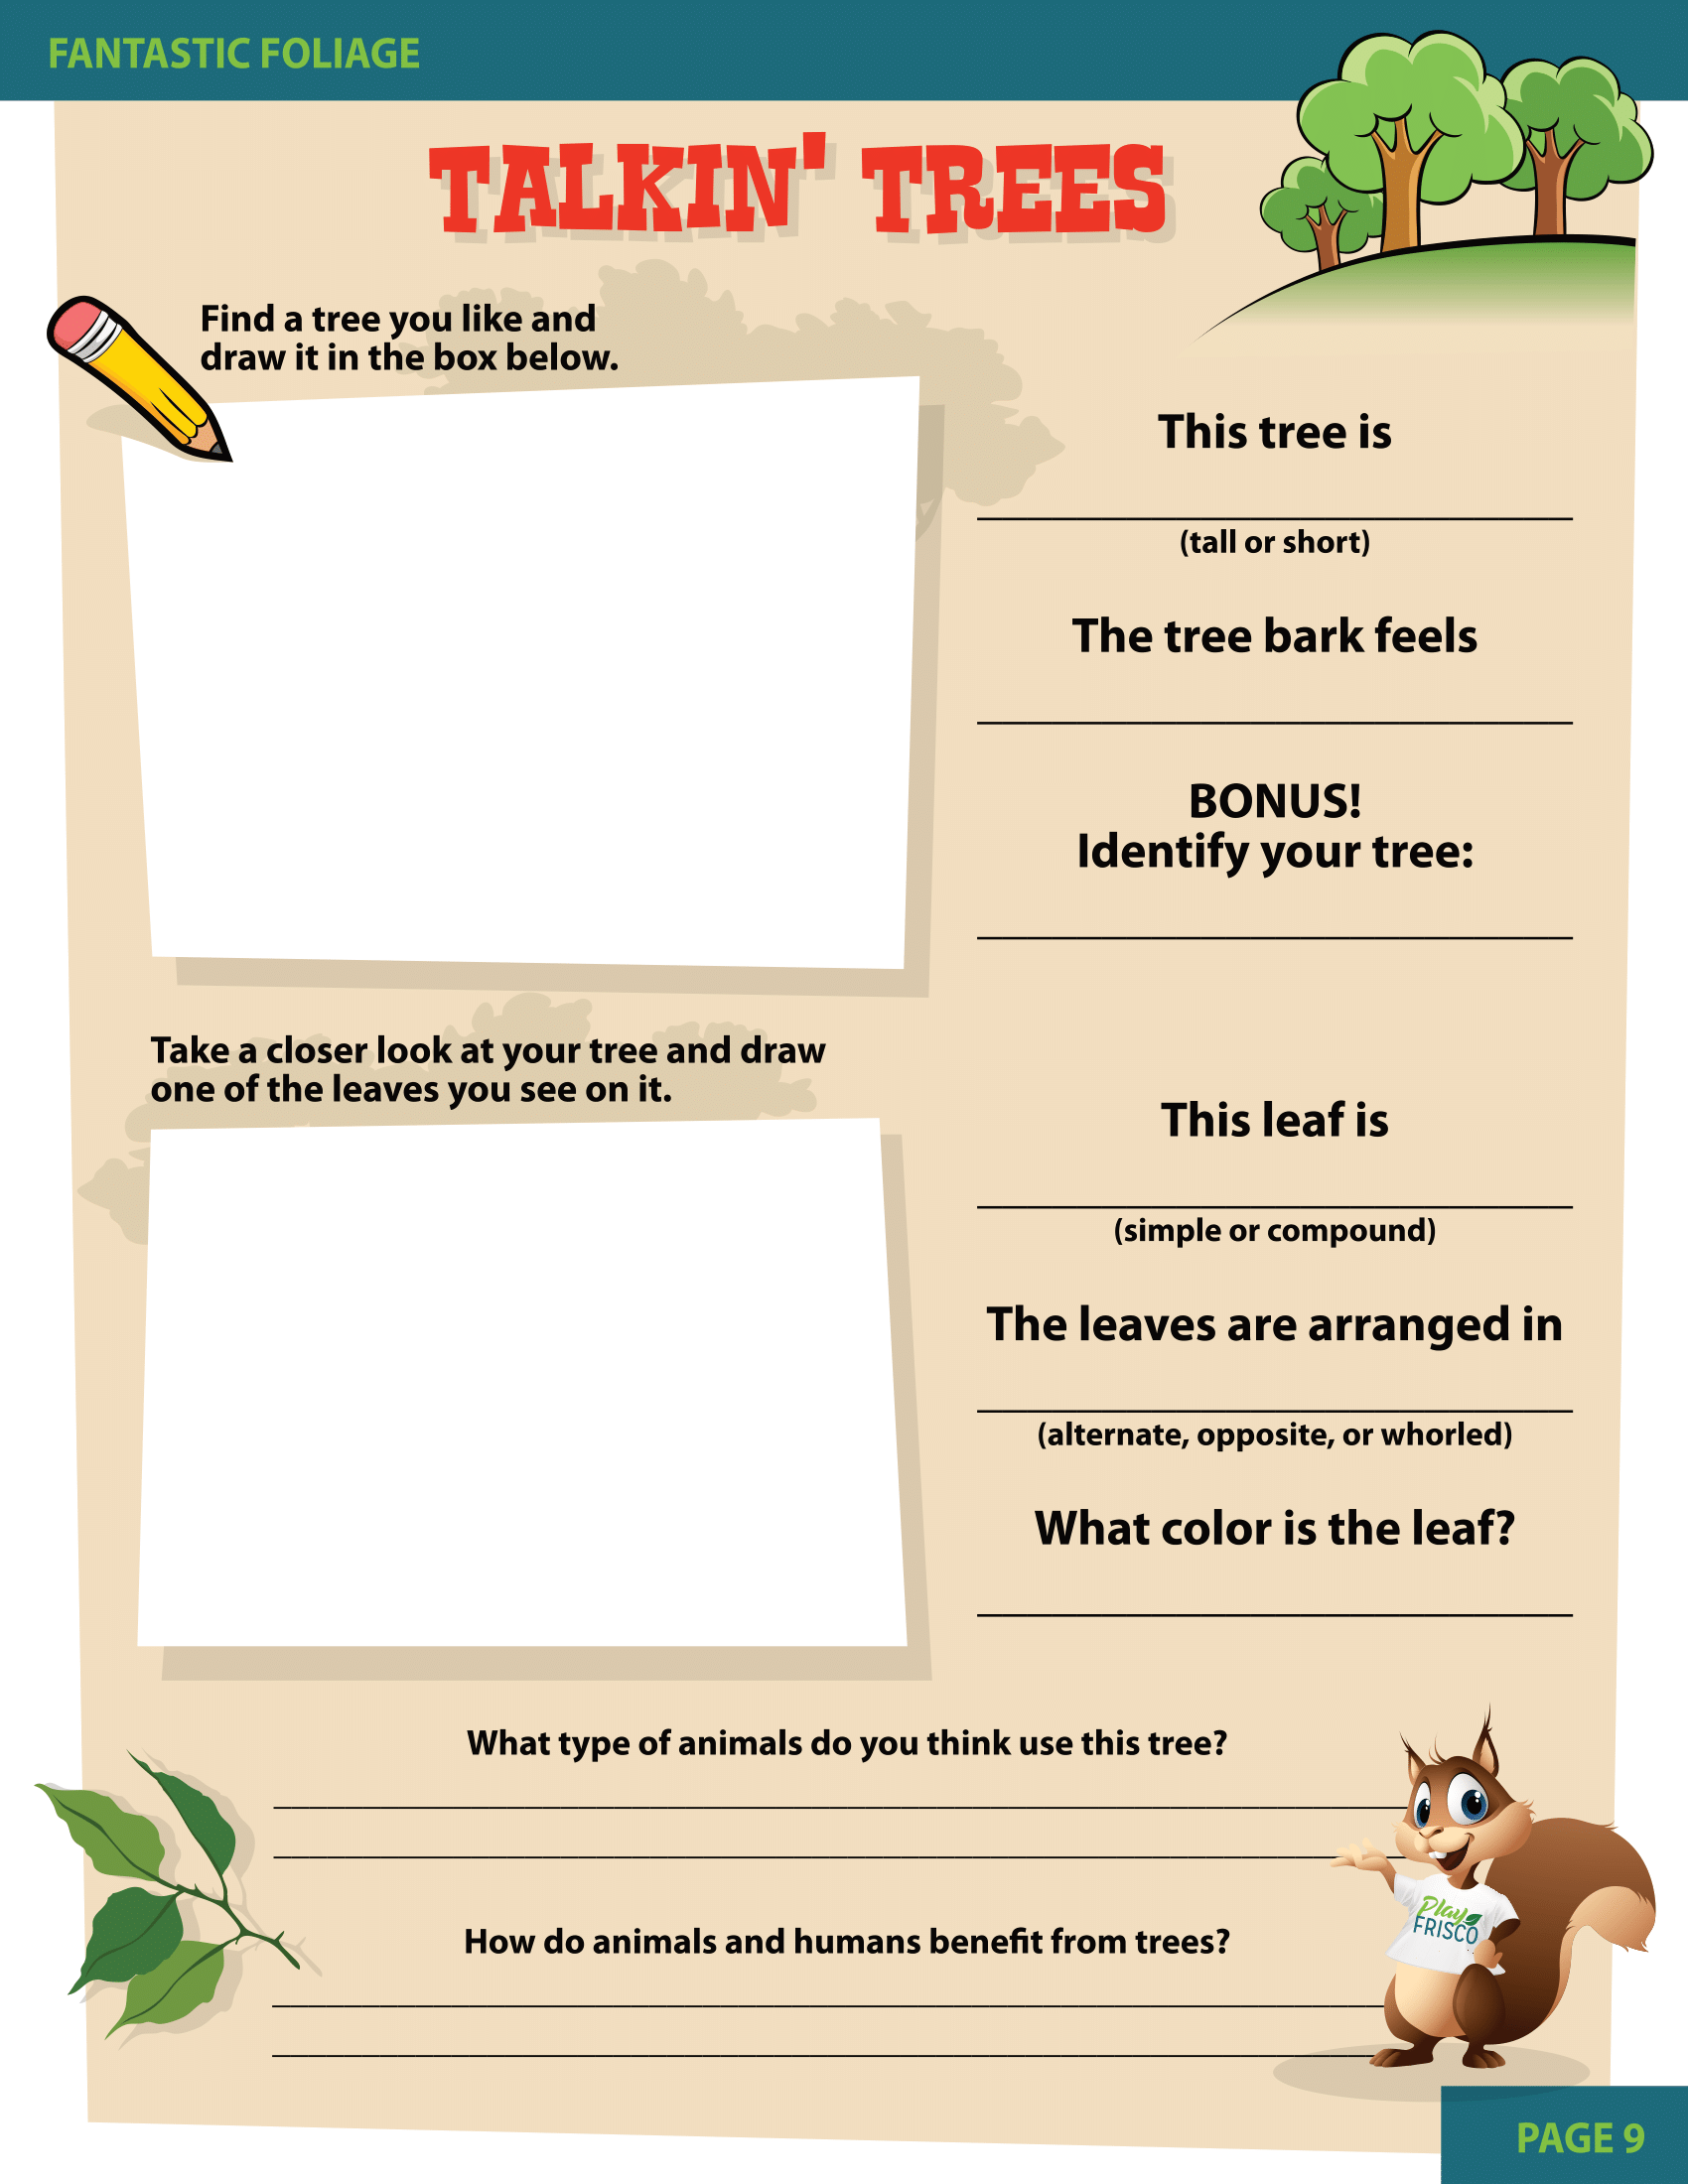 FANTASTIC FOLIAGE
TALKIN' TREES
Find a tree you like and
draw it in the box below.
This tree is
(tall or short)
The tree bark feels
BONUS!
Identify your tree:
Take a closer look at your tree and draw
one of the leaves you see on it.
This leaf is
(simple or compound)
The leaves are arranged in
(alternate, opposite, or whorled)
What color is the leaf?
What type of animals do you think use this tree?
How do animals and humans benefit from trees?
Play
FRISCO
PAGE 9